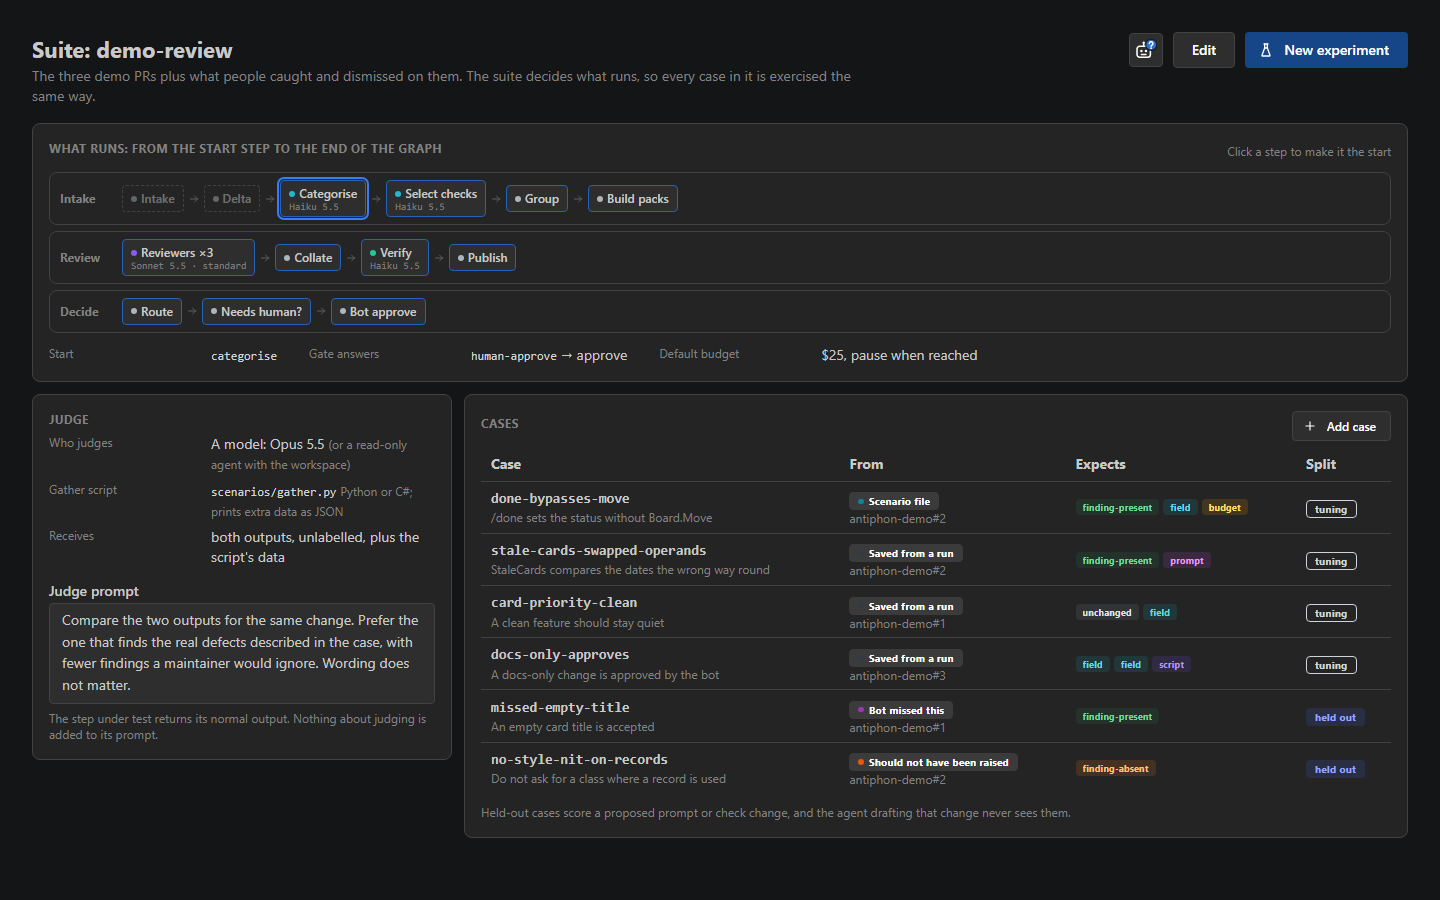 Suite: demo-review
Edit
New experiment
The three demo PRs plus what people caught and dismissed on them. The suite decides what runs, so every case in it is exercised the
same way.
WHAT RUNS: FROM THE START STEP TO THE END OF THE GRAPH
Click a step to make it the start
Intake
Intake → Delta → Categorise → Select checks → Group → Build packs
Haiku 5.5
Haiku 5.5
Review
Reviewers ×3 → Collate → Verify → Publish
Sonnet 5.5 · standard
Haiku 5.5
Decide
Route → Needs human? → Bot approve
Start
categorise
Gate answers
human-approve → approve
Default budget
$25, pause when reached
JUDGE
Who judges
A model: Opus 5.5 (or a read-only
agent with the workspace)
Gather script
scenarios/gather.py Python or C#;
prints extra data as JSON
Receives
both outputs, unlabelled, plus the
script's data
Judge prompt
Compare the two outputs for the same change. Prefer the
one that finds the real defects described in the case, with
fewer findings a maintainer would ignore. Wording does
not matter.
The step under test returns its normal output. Nothing about judging is
added to its prompt.
CASES
+ Add case
Case From Expects Split
done-bypasses-move
/done sets the status without Board.Move
Scenario file
antiphon-demo#2
finding-present field budget
tuning
stale-cards-swapped-operands
StaleCards compares the dates the wrong way round
Saved from a run
antiphon-demo#2
finding-present prompt
tuning
card-priority-clean
A clean feature should stay quiet
Saved from a run
antiphon-demo#1
unchanged field
tuning
docs-only-approves
A docs-only change is approved by the bot
Saved from a run
antiphon-demo#3
field field script
tuning
missed-empty-title
An empty card title is accepted
Bot missed this
antiphon-demo#1
finding-present
held out
no-style-nit-on-records
Do not ask for a class where a record is used
Should not have been raised
antiphon-demo#2
finding-absent
held out
Held-out cases score a proposed prompt or check change, and the agent drafting that change never sees them.